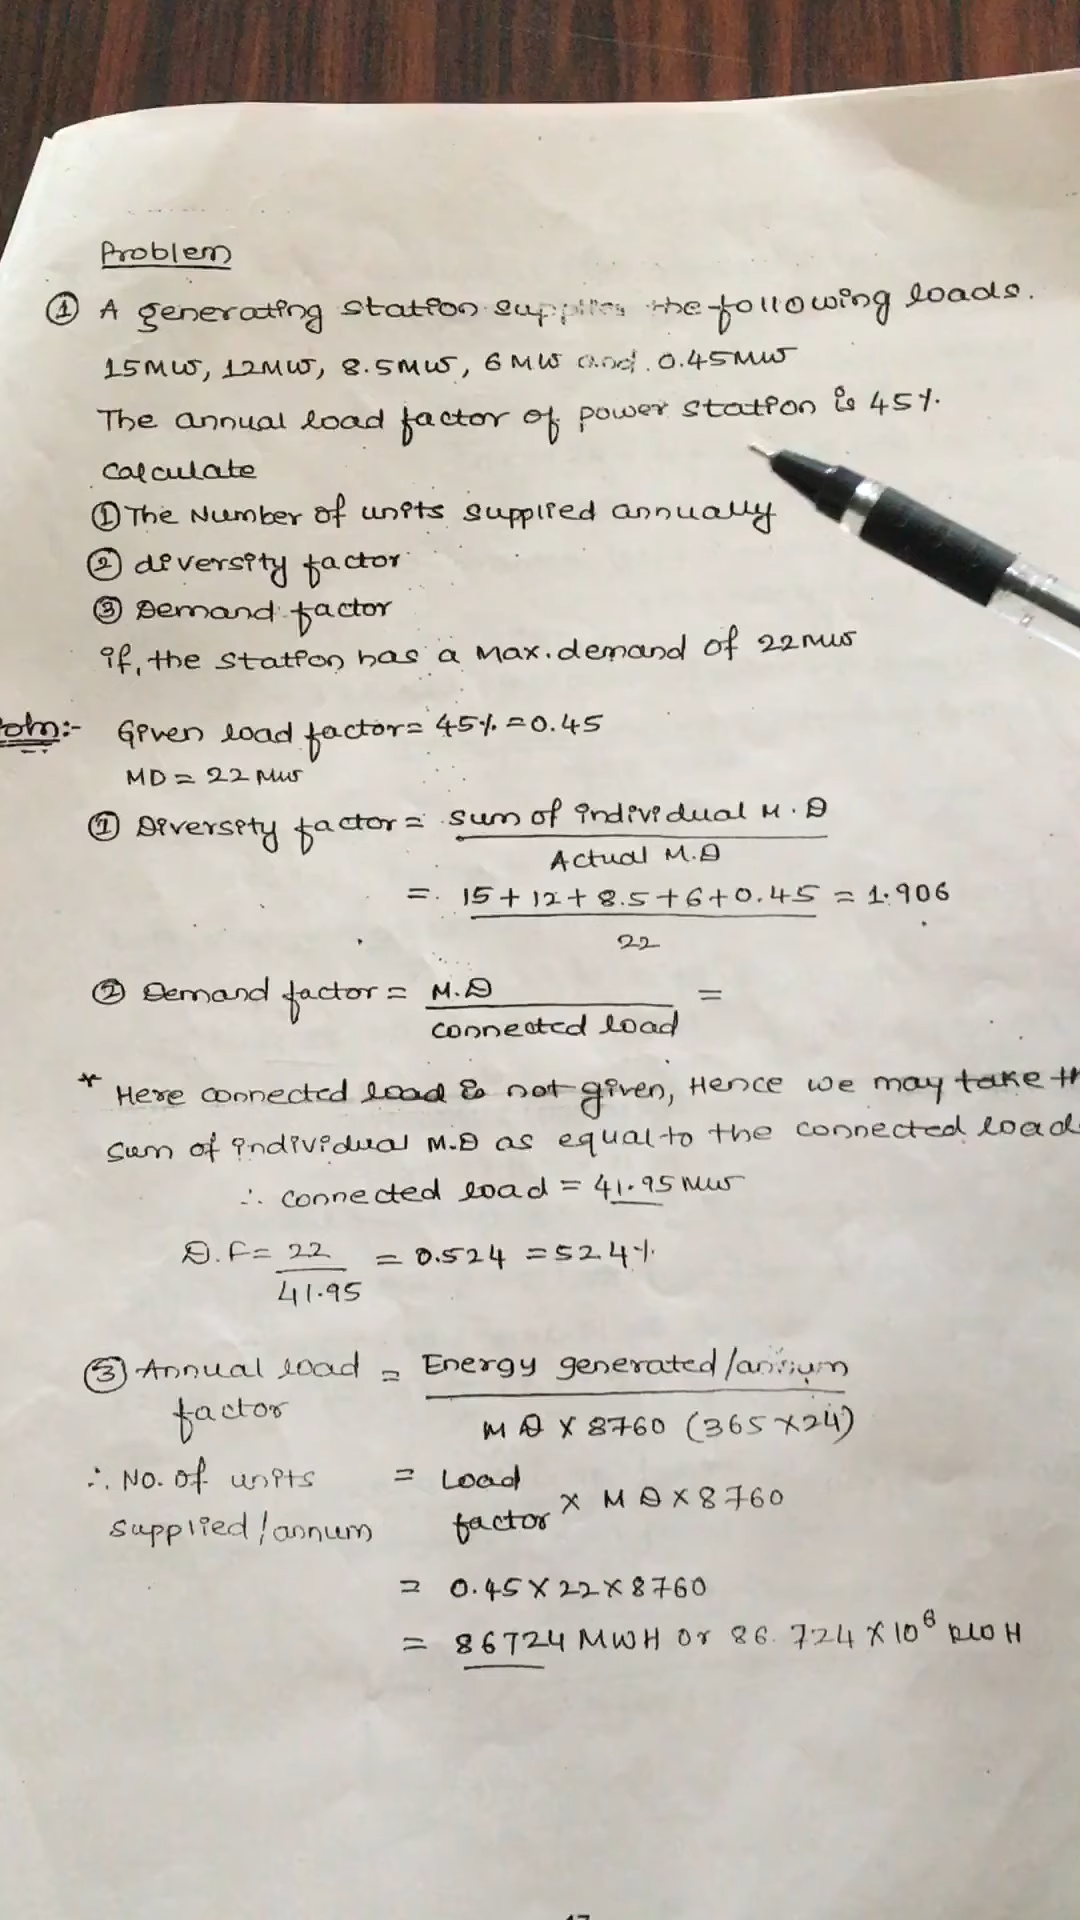 Problem
① A generating station supplies the following loads.
15MW, 12MW, 8.5MW, 6MW and 0.45MW
The annual load factor of power station is 45%.
calculate
① The Number of units supplied annually
② diversity factor
③ Demand factor
if, the station has a Max. demand of 22MW
Soln:- Given load factor = 45% = 0.45
MD = 22 MW
① Diversity factor = sum of individual M.D
Actual M.D
= 15 + 12 + 8.5 + 6 + 0.45 = 1.906
22
② Demand factor = M.D =
connected load
* Here connected load is not given, Hence we may take
sum of individual M.D as equal to the connected load
∴ connected load = 41.95 MW
D.F = 22 = 0.524 = 52.4%
41.95
③ Annual load = Energy generated/annum
factor MD × 8760 (365 × 24)
∴ No. of units = Load
supplied/annum factor × MD × 8760
= 0.45 × 22 × 8760
= 86724 MWH or 86.724 × 10⁶ KWH